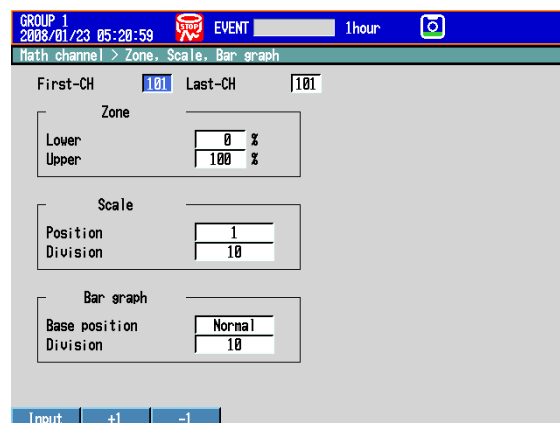 GROUP 1
2008/01/23 05:20:59 STOP EVENT 1hour
Math channel > Zone, Scale, Bar graph
First-CH 101 Last-CH 101
Zone
Lower 0 %
Upper 100 %
Scale
Position 1
Division 10
Bar graph
Base position Normal
Division 10
Input +1 -1